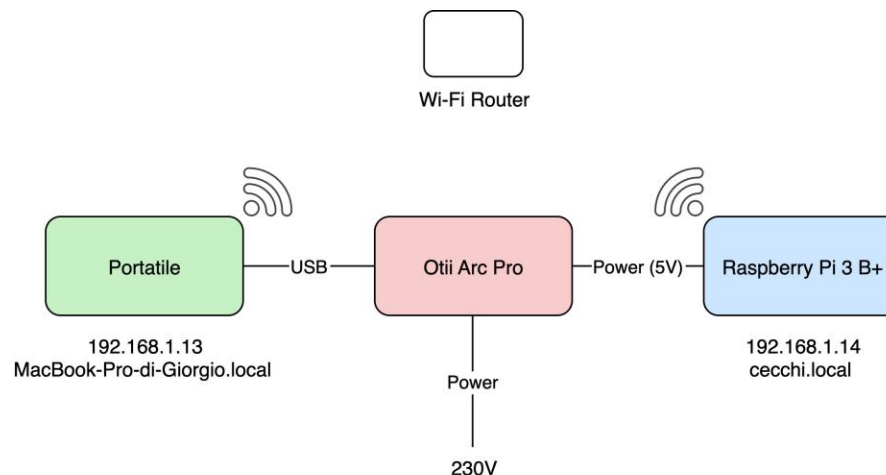 Wi-Fi Router
Portatile
USB
Otii Arc Pro
Power (5V)
Raspberry Pi 3 B+
192.168.1.13
MacBook-Pro-di-Giorgio.local
192.168.1.14
cecchi.local
Power
230V